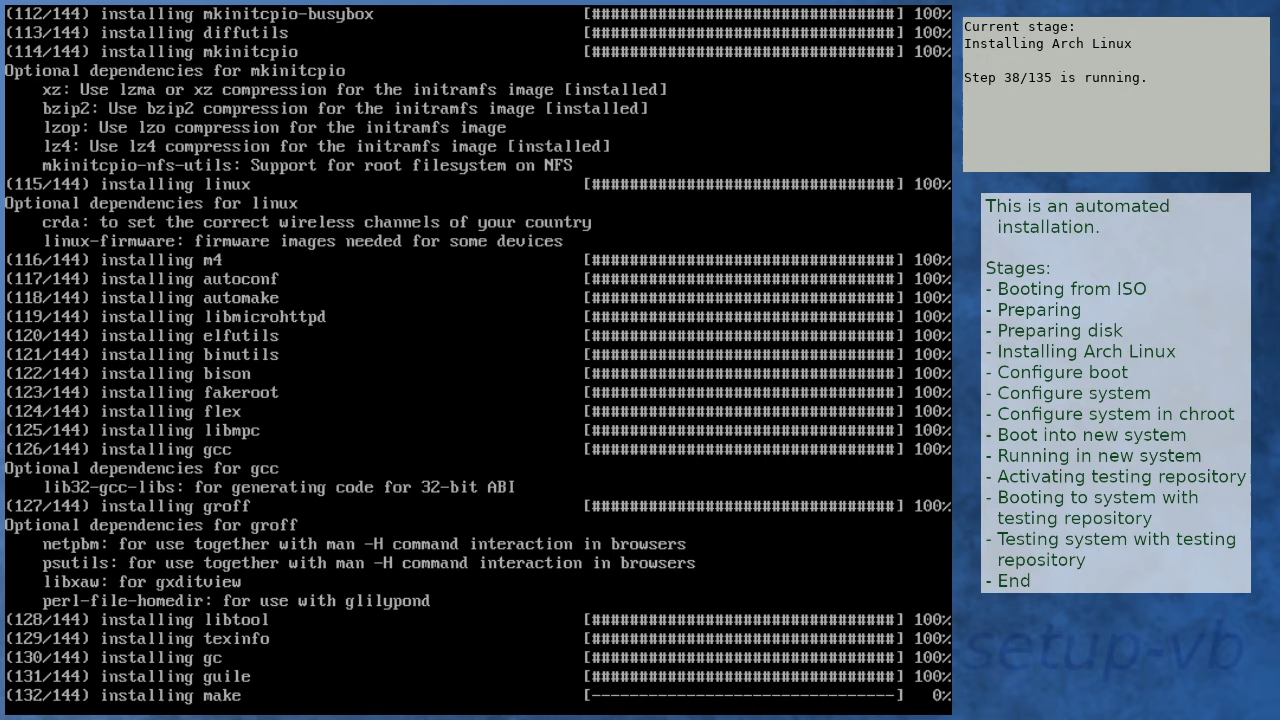 (112/144) installing mkinitcpio-busybox [################################] 100%
(113/144) installing diffutils [################################] 100%
(114/144) installing mkinitcpio [################################] 100%
Optional dependencies for mkinitcpio
    xz: Use lzma or xz compression for the initramfs image [installed]
    bzip2: Use bzip2 compression for the initramfs image [installed]
    lzop: Use lzo compression for the initramfs image
    lz4: Use lz4 compression for the initramfs image [installed]
    mkinitcpio-nfs-utils: Support for root filesystem on NFS
(115/144) installing linux [################################] 100%
Optional dependencies for linux
    crda: to set the correct wireless channels of your country
    linux-firmware: firmware images needed for some devices
(116/144) installing m4 [################################] 100%
(117/144) installing autoconf [################################] 100%
(118/144) installing automake [################################] 100%
(119/144) installing libmicrohttpd [################################] 100%
(120/144) installing elfutils [################################] 100%
(121/144) installing binutils [################################] 100%
(122/144) installing bison [################################] 100%
(123/144) installing fakeroot [################################] 100%
(124/144) installing flex [################################] 100%
(125/144) installing libmpc [################################] 100%
(126/144) installing gcc [################################] 100%
Optional dependencies for gcc
    lib32-gcc-libs: for generating code for 32-bit ABI
(127/144) installing groff [################################] 100%
Optional dependencies for groff
    netpbm: for use together with man -H command interaction in browsers
    psutils: for use together with man -H command interaction in browsers
    libxaw: for gxditview
    perl-file-homedir: for use with glilypond
(128/144) installing libtool [################################] 100%
(129/144) installing texinfo [################################] 100%
(130/144) installing gc [################################] 100%
(131/144) installing guile [################################] 100%
(132/144) installing make [--------------------------------] 0%
Current stage:
Installing Arch Linux
Step 38/135 is running.
This is an automated
installation.
Stages:
- Booting from ISO
- Preparing
- Preparing disk
- Installing Arch Linux
- Configure boot
- Configure system
- Configure system in chroot
- Boot into new system
- Running in new system
- Activating testing repository
- Booting to system with
testing repository
- Testing system with testing
repository
- End
setup-vb